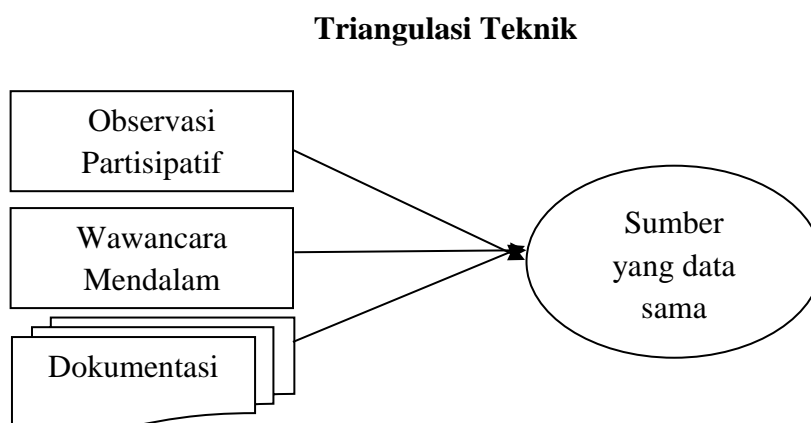 Triangulasi Teknik
Observasi
Partisipatif
Wawancara
Mendalam
Dokumentasi
Sumber
yang data
sama